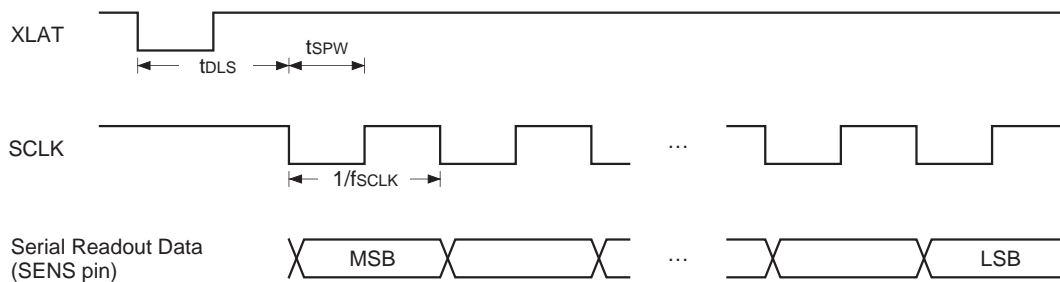 XLAT
tSPW
tDLS
SCLK
...
1/fSCLK
Serial Readout Data
(SENS pin)
MSB
...
LSB